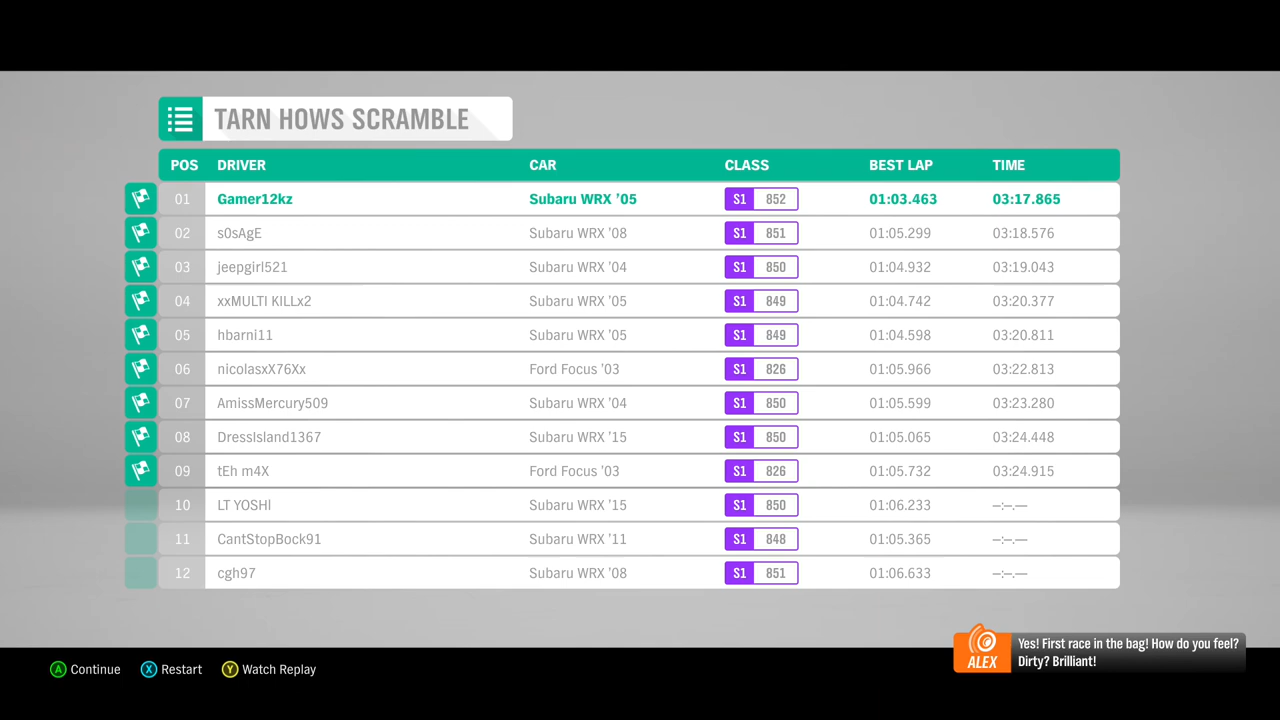 TARN HOWS SCRAMBLE
POS DRIVER CAR CLASS BEST LAP TIME
01 Gamer12kz Subaru WRX ’05 S1 852 01:03.463 03:17.865
02 s0sAgE Subaru WRX ’08 S1 851 01:05.299 03:18.576
03 jeepgirl521 Subaru WRX ’04 S1 850 01:04.932 03:19.043
04 xxMULTI KILLx2 Subaru WRX ’05 S1 849 01:04.742 03:20.377
05 hbarni11 Subaru WRX ’05 S1 849 01:04.598 03:20.811
06 nicolasxX76Xx Ford Focus ’03 S1 826 01:05.966 03:22.813
07 AmissMercury509 Subaru WRX ’04 S1 850 01:05.599 03:23.280
08 DressIsland1367 Subaru WRX ’15 S1 850 01:05.065 03:24.448
09 tEh m4X Ford Focus ’03 S1 826 01:05.732 03:24.915
10 LT YOSHI Subaru WRX ’15 S1 850 01:06.233 –:–.––
11 CantStopBock91 Subaru WRX ’11 S1 848 01:05.365 –:–.––
12 cgh97 Subaru WRX ’08 S1 851 01:06.633 –:–.––
ALEX
Yes! First race in the bag! How do you feel?
Dirty? Brilliant!
A Continue X Restart Y Watch Replay